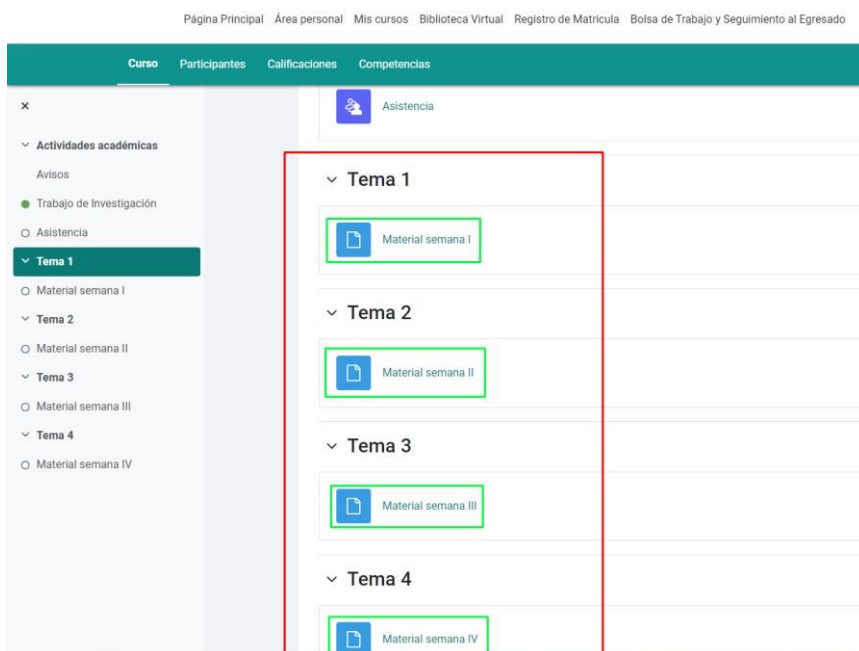 Página Principal Área personal Mis cursos Biblioteca Virtual Registro de Matricula Bolsa de Trabajo y Seguimiento al Egresado
Curso Participantes Calificaciones Competencias
Actividades académicas
Avisos
Trabajo de Investigación
Asistencia
Tema 1
Material semana I
Tema 2
Material semana II
Tema 3
Material semana III
Tema 4
Material semana IV
Asistencia
Tema 1
Material semana I
Tema 2
Material semana II
Tema 3
Material semana III
Tema 4
Material semana IV